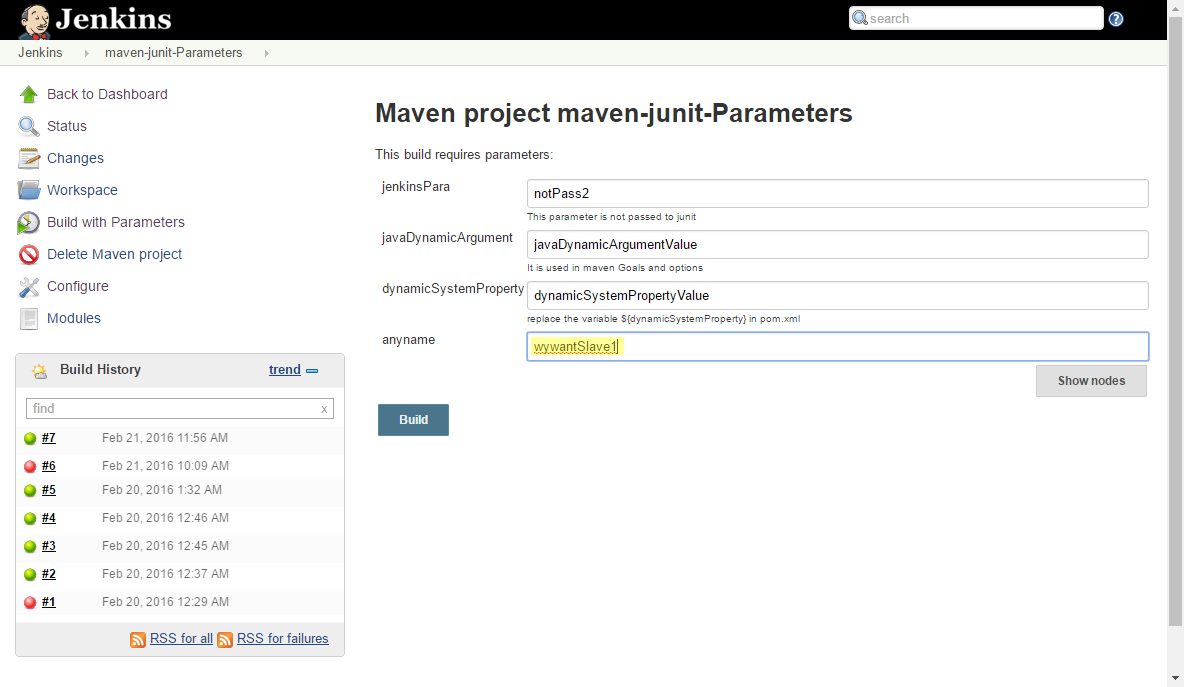 Jenkins
search
Jenkins maven-junit-Parameters
Back to Dashboard
Status
Changes
Workspace
Build with Parameters
Delete Maven project
Configure
Modules
Build History trend
find x
#7 Feb 21, 2016 11:56 AM
#6 Feb 21, 2016 10:09 AM
#5 Feb 20, 2016 1:32 AM
#4 Feb 20, 2016 12:46 AM
#3 Feb 20, 2016 12:45 AM
#2 Feb 20, 2016 12:37 AM
#1 Feb 20, 2016 12:29 AM
RSS for all RSS for failures
Maven project maven-junit-Parameters
This build requires parameters:
jenkinsPara notPass2
This parameter is not passed to junit
javaDynamicArgument javaDynamicArgumentValue
It is used in maven Goals and options
dynamicSystemProperty dynamicSystemPropertyValue
replace the variable ${dynamicSystemProperty} in pom.xml
anyname wywantSlave1
Show nodes
Build